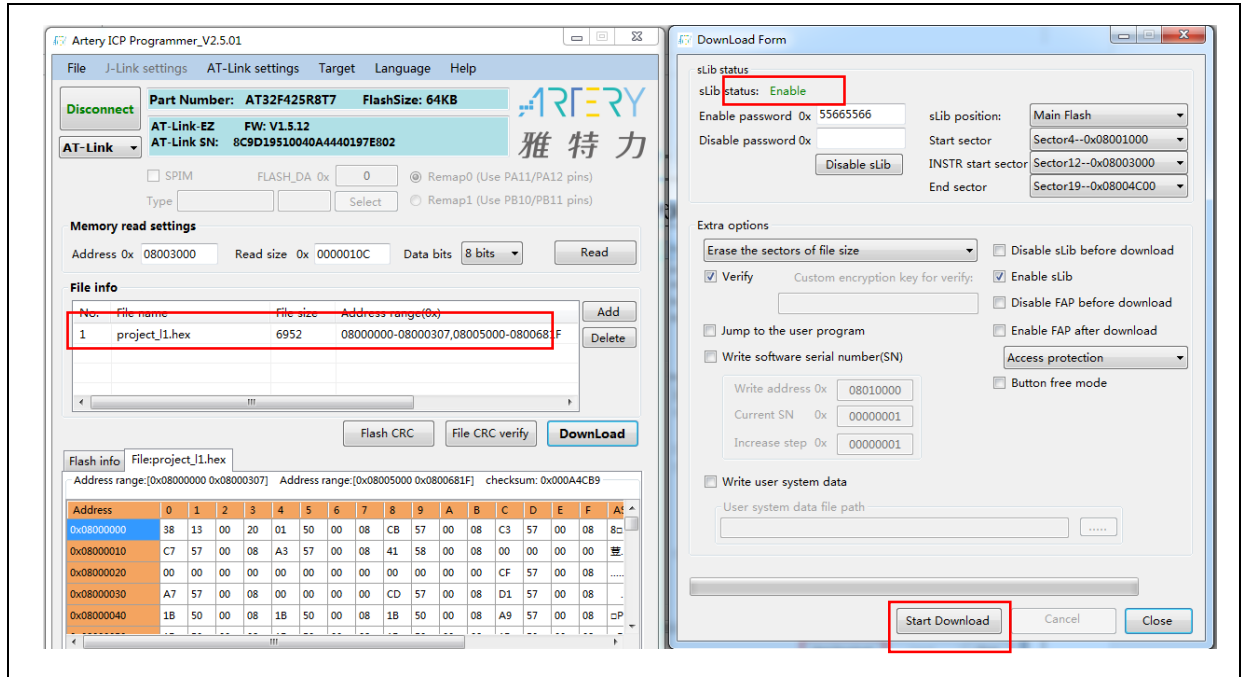 Artery ICP Programmer_V2.5.01
File J-Link settings AT-Link settings Target Language Help
Disconnect
Part Number: AT32F425R8T7 FlashSize: 64KB
AT-Link-EZ FW: V1.5.12
AT-Link SN: 8C9D19510040A4440197E802
AT-Link
ARTERY
雅特力
SPIM FLASH_DA 0x 0 Remap0 (Use PA11/PA12 pins)
Type Select Remap1 (Use PB10/PB11 pins)
Memory read settings
Address 0x 08003000 Read size 0x 0000010C Data bits 8 bits Read
File info
No. File name File size Address range(0x) Add
1 project_l1.hex 6952 08000000-08000307,08005000-0800681F Delete
Flash CRC File CRC verify DownLoad
Flash info File:project_l1.hex
Address range:[0x08000000 0x08000307] Address range:[0x08005000 0x0800681F] checksum: 0x000A4CB9
Address 0 1 2 3 4 5 6 7 8 9 A B C D E F
0x08000000 38 13 00 20 01 50 00 08 CB 57 00 08 C3 57 00 08
0x08000010 C7 57 00 08 A3 57 00 08 41 58 00 08 00 00 00 00
0x08000020 00 00 00 00 00 00 00 00 00 00 00 00 CF 57 00 08 .....
0x08000030 A7 57 00 08 00 00 00 00 CD 57 00 08 D1 57 00 08
0x08000040 1B 50 00 08 1B 50 00 08 1B 50 00 08 A9 57 00 08
DownLoad Form
sLib status
sLib status: Enable
Enable password 0x 55665566 sLib position: Main Flash
Disable password 0x Start sector Sector4--0x08001000
Disable sLib INSTR start sector Sector12--0x08003000
End sector Sector19--0x08004C00
Extra options
Erase the sectors of file size Disable sLib before download
Verify Custom encryption key for verify: Enable sLib
Disable FAP before download
Jump to the user program Enable FAP after download
Write software serial number(SN) Access protection
Write address 0x 08010000 Button free mode
Current SN 0x 00000001
Increase step 0x 00000001
Write user system data
User system data file path
.....
Start Download Cancel Close